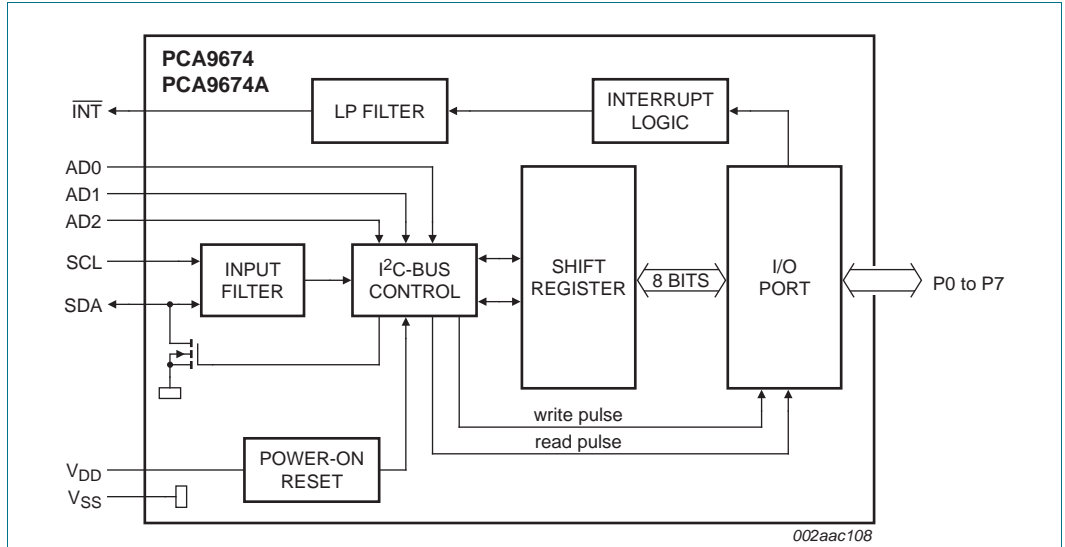 PCA9674
PCA9674A
INT
LP FILTER
INTERRUPT
LOGIC
AD0
AD1
AD2
SCL
SDA
INPUT
FILTER
I2C-BUS
CONTROL
SHIFT
REGISTER
8 BITS
I/O
PORT
P0 to P7
write pulse
read pulse
VDD
VSS
POWER-ON
RESET
002aac108